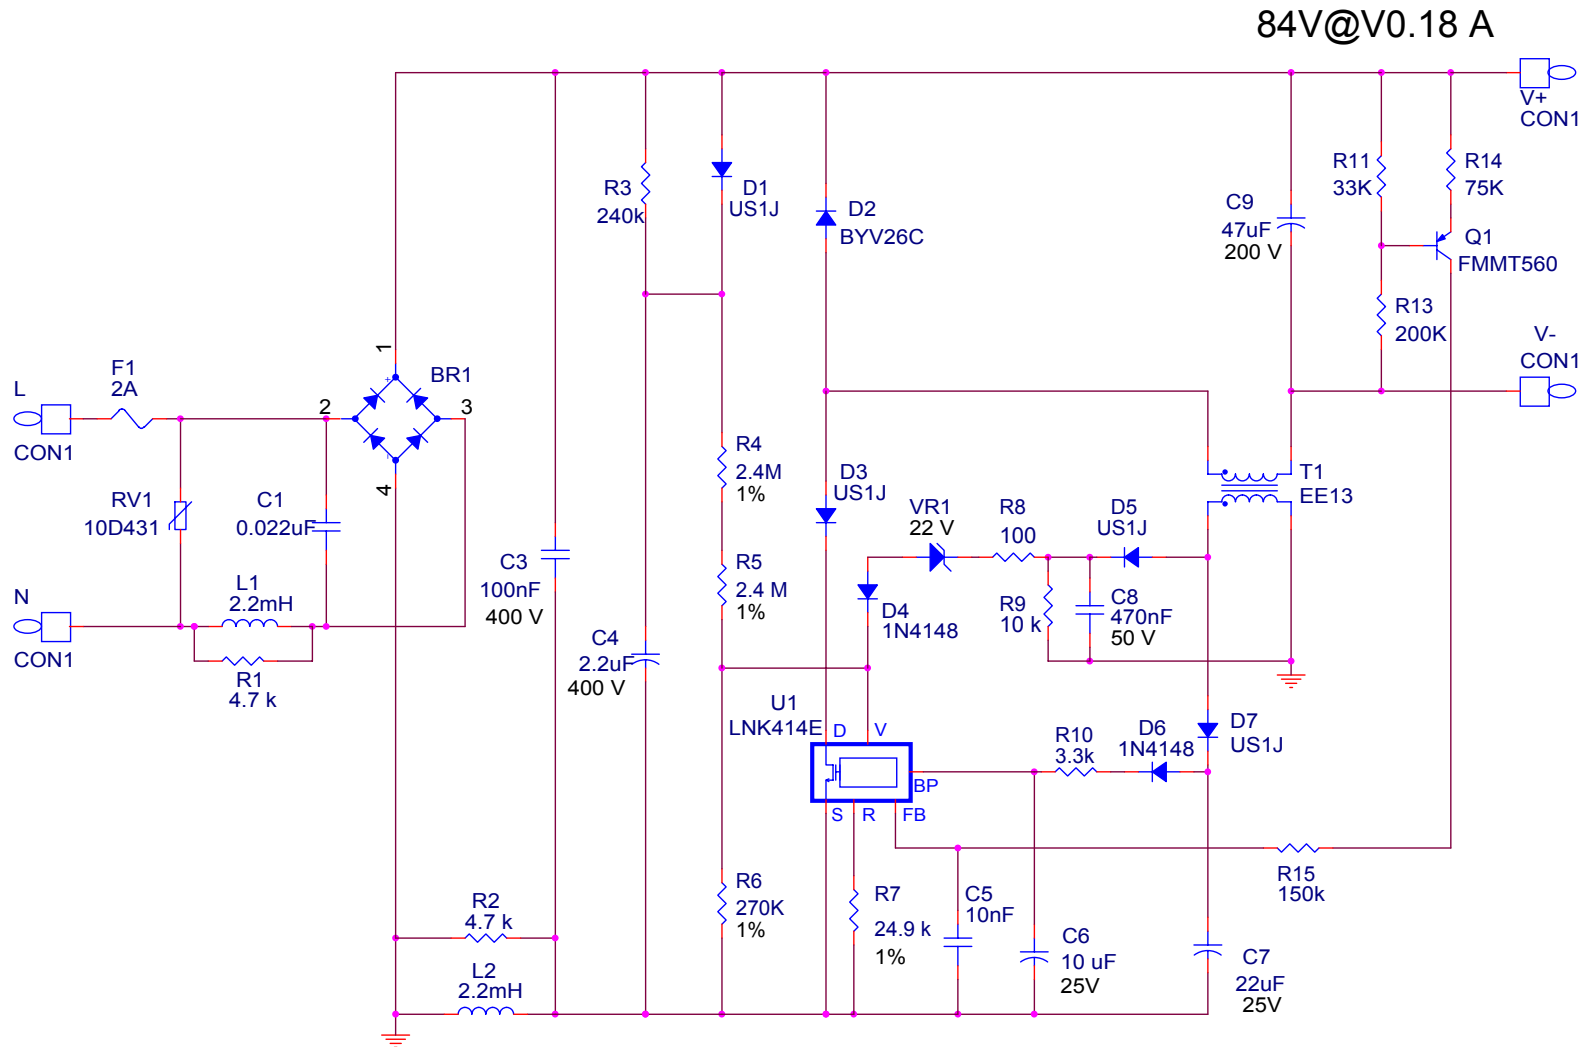 84V@V0.18 A
V+
CON1
R3
240k
D1
US1J
D2
BYV26C
C9
47uF
200 V
R11
33K
R14
75K
Q1
FMMT560
R13
200K
V-
CON1
L
CON1
F1
2A
1
BR1
2
3
4
+
-
RV1
10D431
C1
0.022uF
N
CON1
L1
2.2mH
R1
4.7 k
C3
100nF
400 V
C4
2.2uF
400 V
R4
2.4M
1%
R5
2.4 M
1%
D3
US1J
VR1
22 V
R8
100
D5
US1J
T1
EE13
D4
1N4148
R9
10 k
C8
470nF
50 V
U1
LNK414E
D
V
BP
S
R
FB
R10
3.3k
D6
1N4148
D7
US1J
R15
150k
R2
4.7 k
L2
2.2mH
R6
270K
1%
R7
24.9 k
1%
C5
10nF
C6
10 uF
25V
C7
22uF
25V